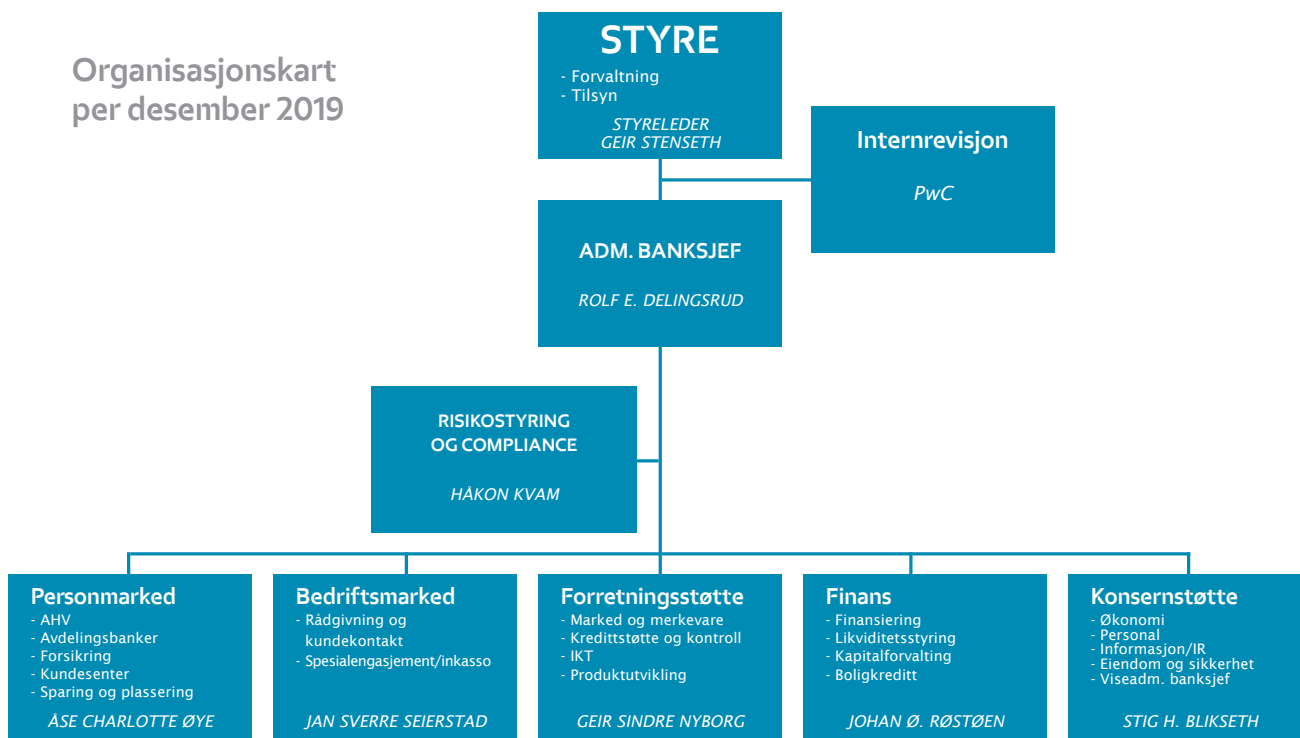 Organisasjonskart
per desember 2019
STYRE
- Forvaltning
- Tilsyn
STYRELEDER
GEIR STENSETH
Internrevisjon
PwC
ADM. BANKSJEF
ROLF E. DELINGSRUD
RISIKOSTYRING
OG COMPLIANCE
HÅKON KVAM
Personmarked
- AHV
- Avdelingsbanker
- Forsikring
- Kundesenter
- Sparing og plassering
ÅSE CHARLOTTE ØYE
Bedriftsmarked
- Rådgivning og
kundekontakt
- Spesialengasjement/inkasso
JAN SVERRE SEIERSTAD
Forretningsstøtte
- Marked og merkevare
- Kredittstøtte og kontroll
- IKT
- Produktutvikling
GEIR SINDRE NYBORG
Finans
- Finansiering
- Likviditetsstyring
- Kapitalforvalting
- Boligkreditt
JOHAN Ø. RØSTØEN
Konsernstøtte
- Økonomi
- Personal
- Informasjon/IR
- Eiendom og sikkerhet
- Viseadm. banksjef
STIG H. BLIKSETH